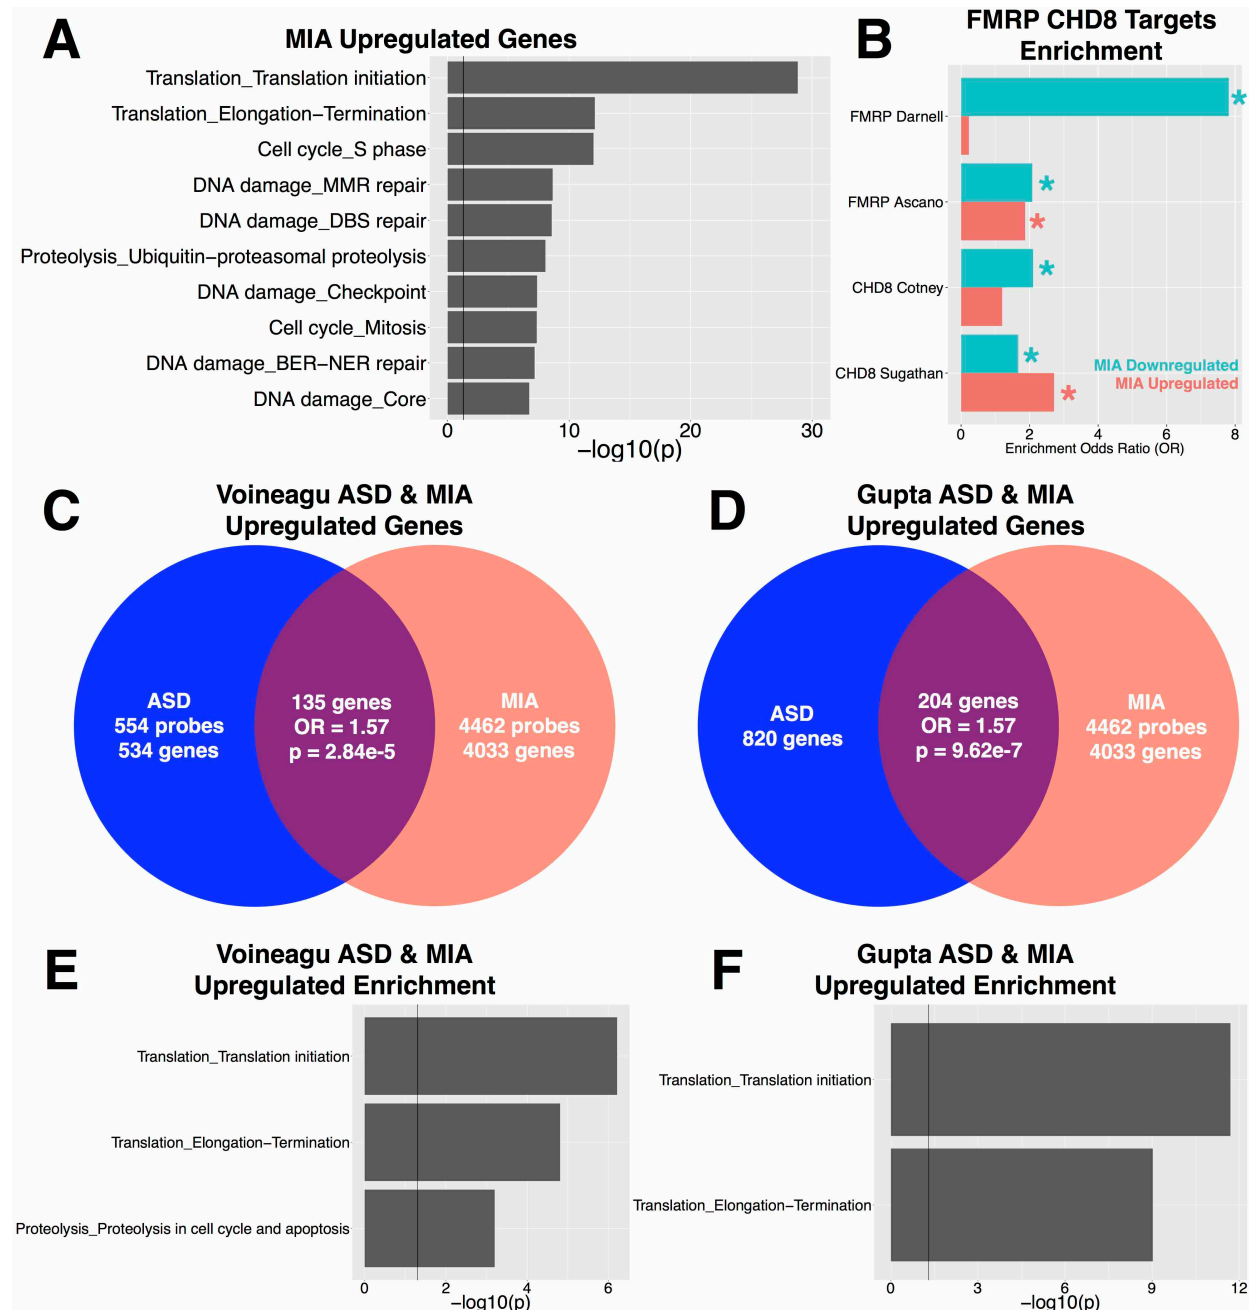 A
MIA Upregulated Genes
Translation_Translation initiation
Translation_Elongation−Termination
Cell cycle_S phase
DNA damage_MMR repair
DNA damage_DBS repair
Proteolysis_Ubiquitin−proteasomal proteolysis
DNA damage_Checkpoint
Cell cycle_Mitosis
DNA damage_BER−NER repair
DNA damage_Core
0 10 20 30
−log10(p)
B
FMRP CHD8 Targets
Enrichment
FMRP Darnell
*
FMRP Ascano
*
*
CHD8 Cotney
*
CHD8 Sugathan
*
*
MIA Downregulated
MIA Upregulated
0 2 4 6 8
Enrichment Odds Ratio (OR)
C
Voineagu ASD & MIA
Upregulated Genes
ASD
554 probes
534 genes
135 genes
OR = 1.57
p = 2.84e-5
MIA
4462 probes
4033 genes
D
Gupta ASD & MIA
Upregulated Genes
ASD
820 genes
204 genes
OR = 1.57
p = 9.62e-7
MIA
4462 probes
4033 genes
E
Voineagu ASD & MIA
Upregulated Enrichment
Translation_Translation initiation
Translation_Elongation−Termination
Proteolysis_Proteolysis in cell cycle and apoptosis
0 2 4 6
−log10(p)
F
Gupta ASD & MIA
Upregulated Enrichment
Translation_Translation initiation
Translation_Elongation−Termination
0 3 6 9 12
−log10(p)